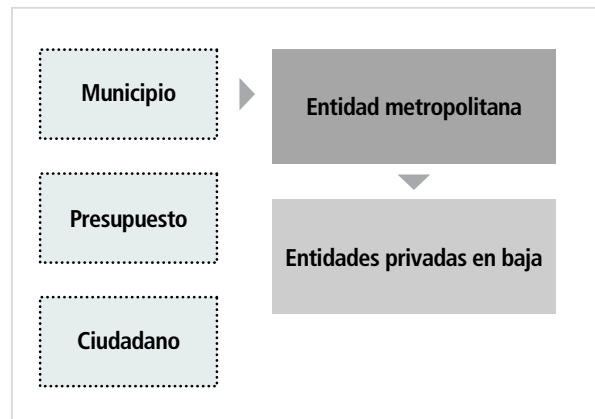 Municipio
Entidad metropolitana
Presupuesto
Entidades privadas en baja
Ciudadano